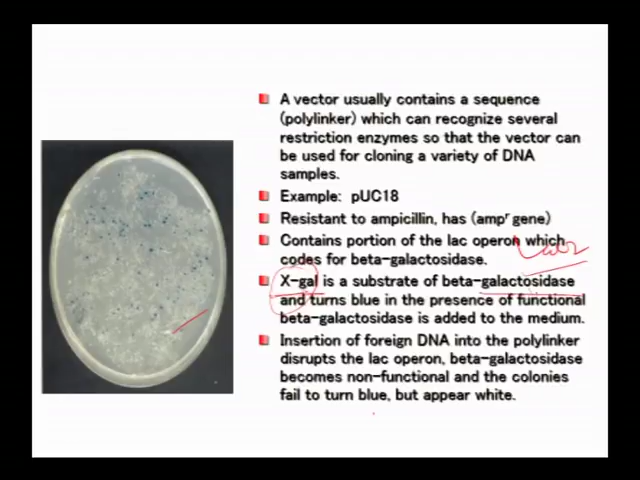 A vector usually contains a sequence
(polylinker) which can recognize several
restriction enzymes so that the vector can
be used for cloning a variety of DNA
samples.
Example: pUC18
Resistant to ampicillin, has (ampʳ gene)
Contains portion of the lac operon which
codes for beta-galactosidase.
X-gal is a substrate of beta-galactosidase
and turns blue in the presence of functional
beta-galactosidase is added to the medium.
Insertion of foreign DNA into the polylinker
disrupts the lac operon, beta-galactosidase
becomes non-functional and the colonies
fail to turn blue, but appear white.